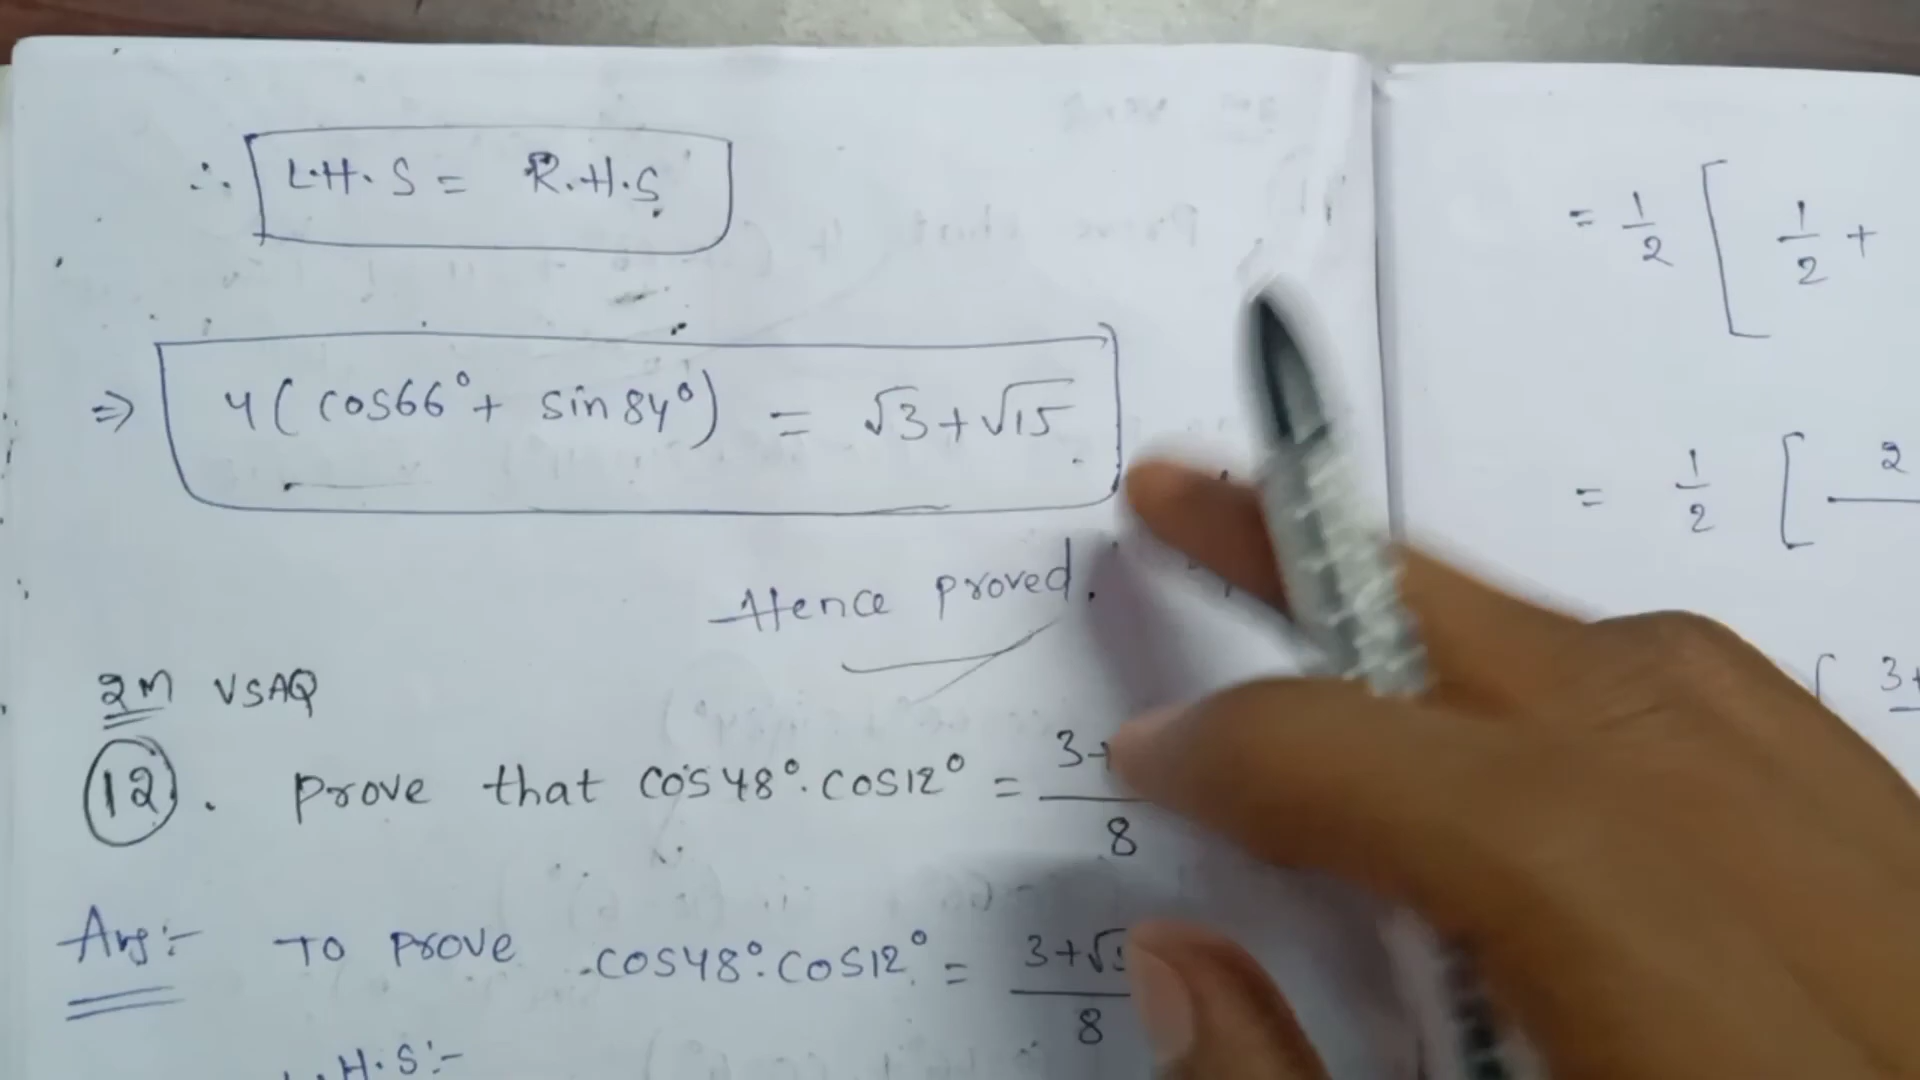 ∴ L.H.S = R.H.S
⇒ 4(cos66° + sin84°) = √3+√15
Hence proved.
2M VSAQ
(12). Prove that cos48°. cos12° = 3+ / 8
Ans:- To prove cos48°. cos12° = 3+√ / 8
L.H.S:-
= 1/2 [ 1/2 +
= 1/2 [ 2
[ 3+